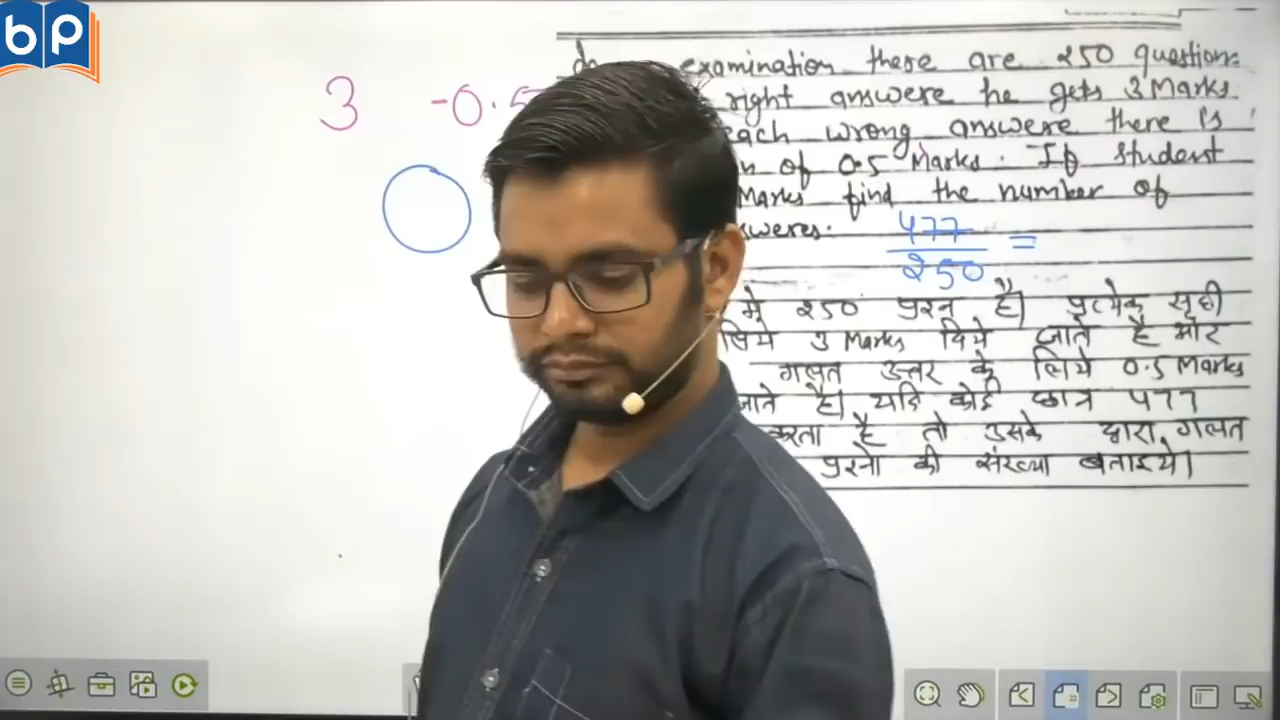 bp
3 -0.5
examination there are 250 questions
right answere he gets 3 Marks
each wrong answere there is
n of 0.5 Marks. If student
Marks find the number of
sweres.
477
250 =
में 250 प्रश्न है। प्रत्येक सही
लिये 3 Marks दिये जाते है और
गलत उत्तर के लिये 0.5 Marks
जाते है। यदि कोई छात्र 477
करता है तो उसके द्वारा गलत
प्रश्नो की संख्या बताइये।